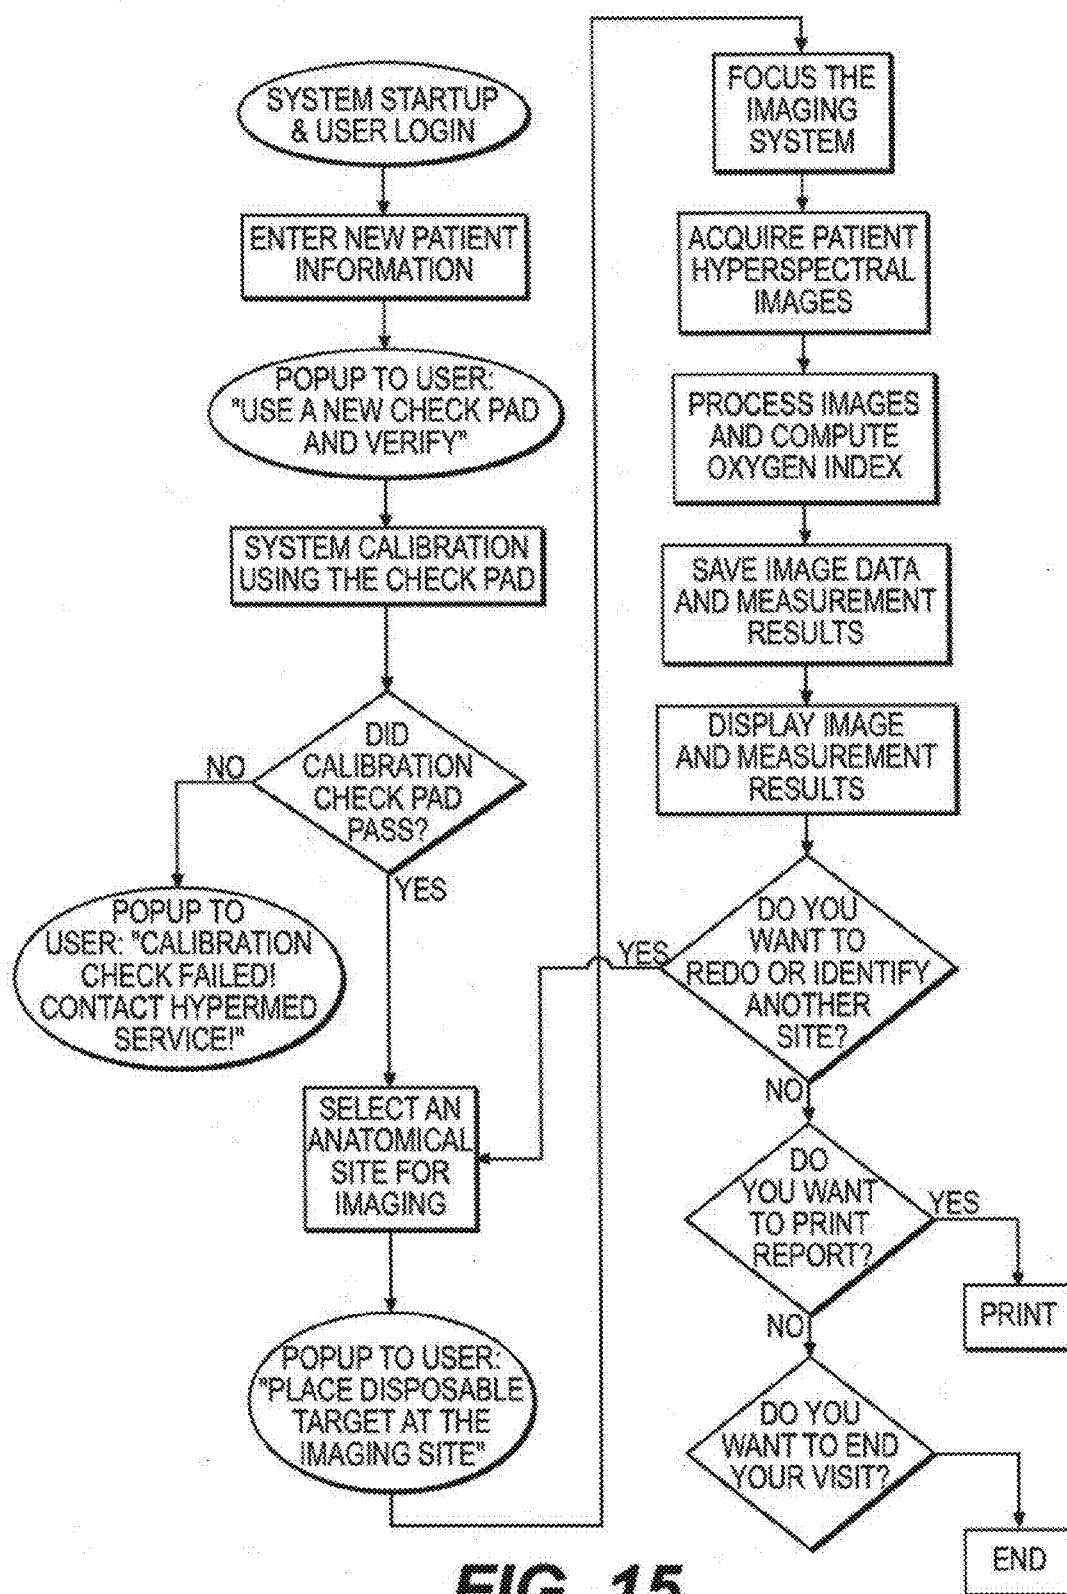 SYSTEM STARTUP
& USER LOGIN
ENTER NEW PATIENT
INFORMATION
POPUP TO USER:
"USE A NEW CHECK PAD
AND VERIFY"
SYSTEM CALIBRATION
USING THE CHECK PAD
DID
CALIBRATION
CHECK PAD
PASS?
NO
YES
POPUP TO
USER: "CALIBRATION
CHECK FAILED!
CONTACT HYPERMED
SERVICE!"
SELECT AN
ANATOMICAL
SITE FOR
IMAGING
POPUP TO USER:
"PLACE DISPOSABLE
TARGET AT THE
IMAGING SITE"
FOCUS THE
IMAGING
SYSTEM
ACQUIRE PATIENT
HYPERSPECTRAL
IMAGES
PROCESS IMAGES
AND COMPUTE
OXYGEN INDEX
SAVE IMAGE DATA
AND MEASUREMENT
RESULTS
DISPLAY IMAGE
AND MEASUREMENT
RESULTS
DO YOU
WANT TO
REDO OR IDENTIFY
ANOTHER
SITE?
YES
NO
DO
YOU WANT
TO PRINT
REPORT?
YES
PRINT
NO
DO YOU
WANT TO END
YOUR VISIT?
END
FIG. 15